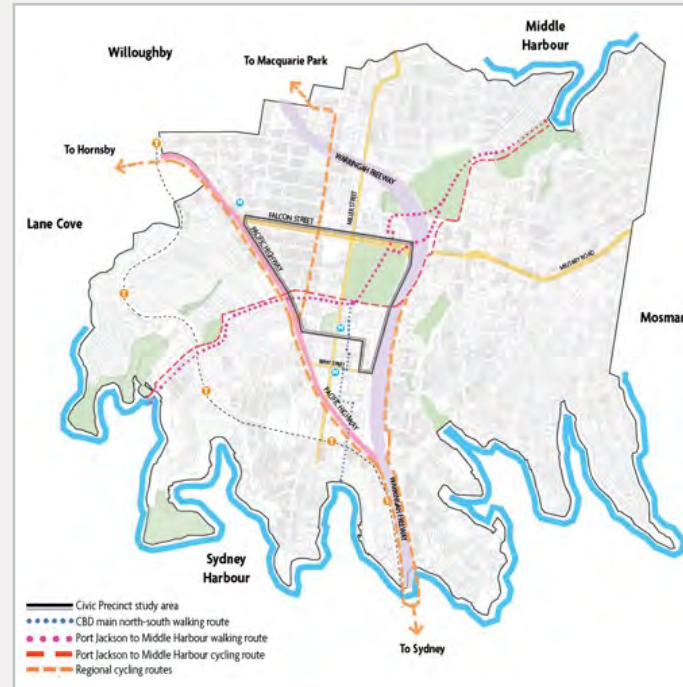 Middle
Harbour
Willoughby
To Macquarie Park
To Hornsby
T
WARRINGAH FREEWAY
MILLER STREET
M
FALCON STREET
Lane Cove
PACIFIC HIGHWAY
MILITARY ROAD
T
Mosman
M
M
T
PACIFIC HIGHWAY
T
T
WARRINGAH FREEWAY
Sydney
Harbour
To Sydney
Civic Precinct study area
CBD main north-south walking route
Port Jackson to Middle Harbour walking route
Port Jackson to Middle Harbour cycling route
Regional cycling routes